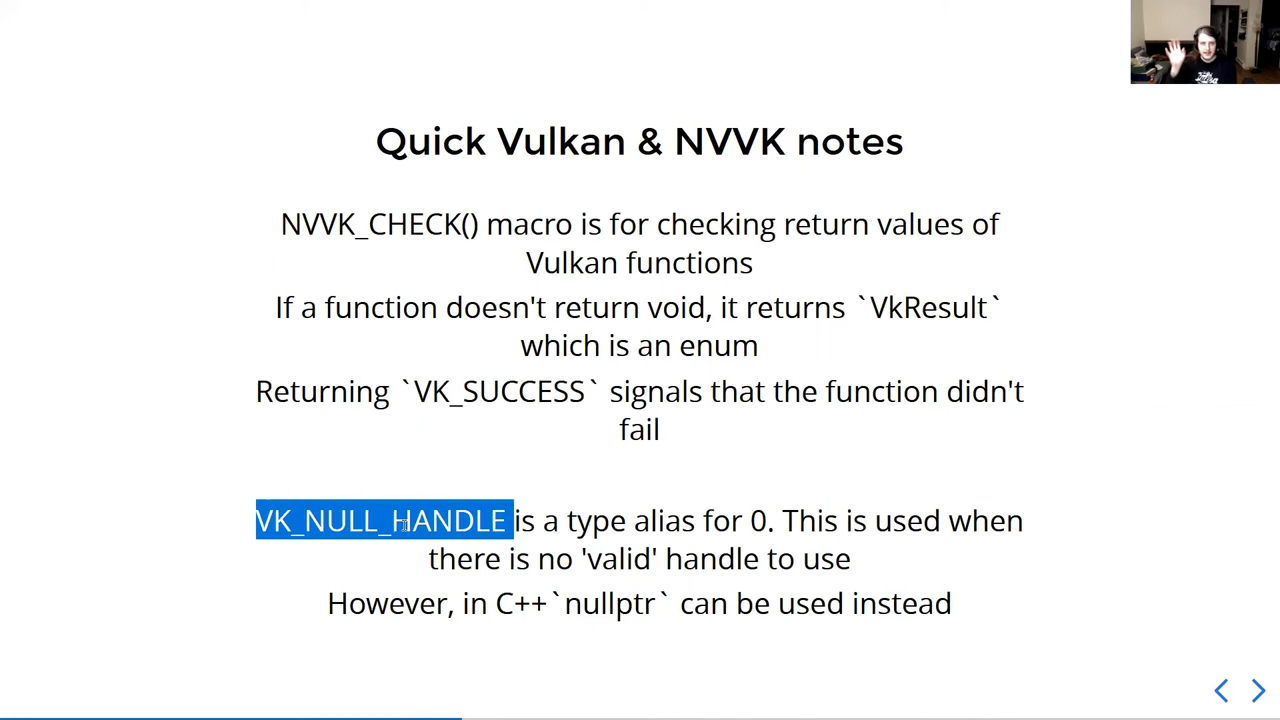 Quick Vulkan & NVVK notes
NVVK_CHECK() macro is for checking return values of
Vulkan functions
If a function doesn't return void, it returns `VkResult`
which is an enum
Returning `VK_SUCCESS` signals that the function didn't
fail
VK_NULL_HANDLE is a type alias for 0. This is used when
there is no 'valid' handle to use
However, in C++`nullptr` can be used instead